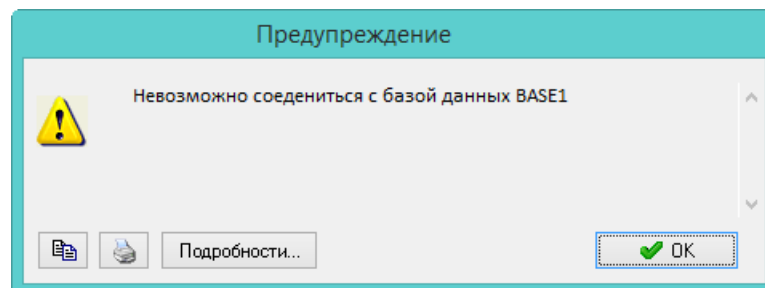 Предупреждение
Невозможно соедениться с базой данных BASE1
Подробности...
OK